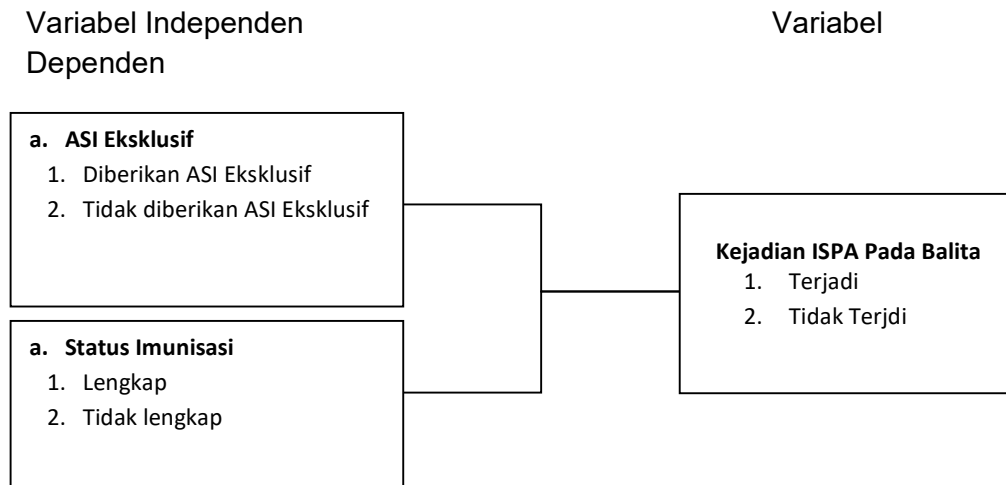 Variabel Independen Variabel
Dependen
a. ASI Eksklusif
1. Diberikan ASI Eksklusif
2. Tidak diberikan ASI Eksklusif
a. Status Imunisasi
1. Lengkap
2. Tidak lengkap
Kejadian ISPA Pada Balita
1. Terjadi
2. Tidak Terjdi